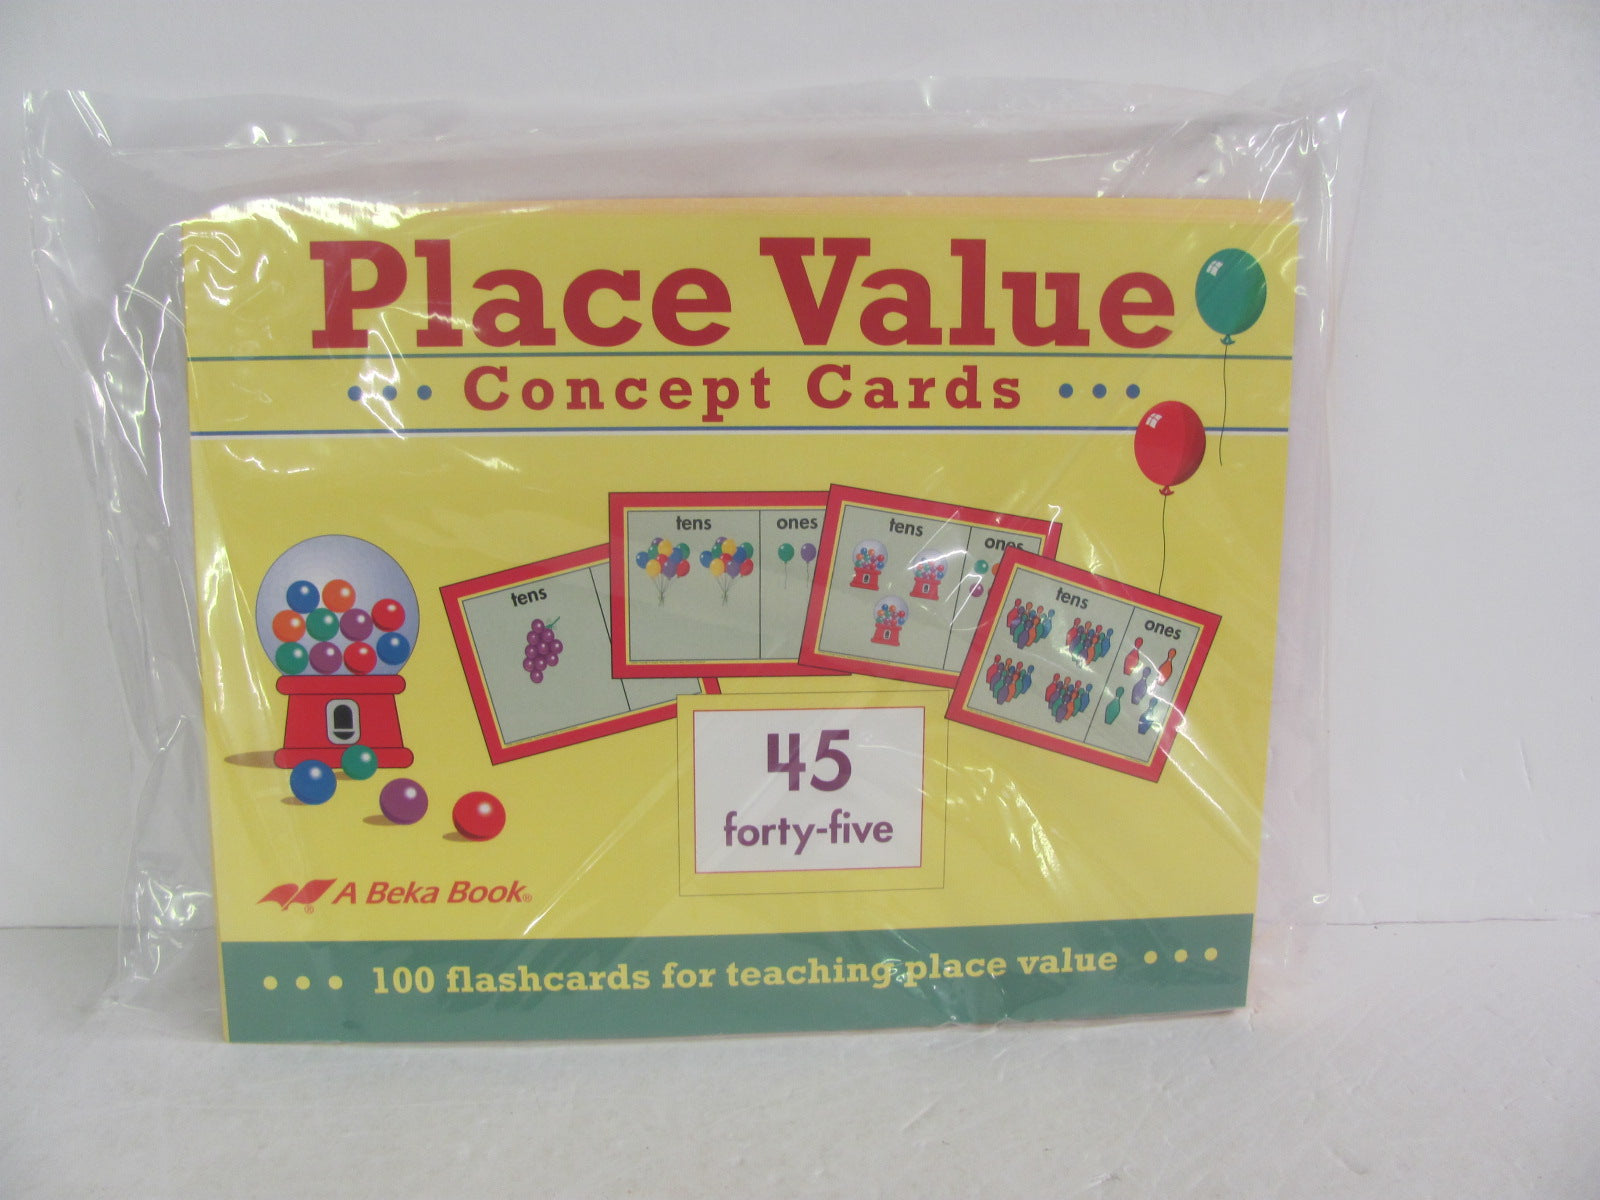 Place Value
Concept Cards
tens
tens ones
tens ones
tens ones
45
forty-five
A Beka Book®
100 flashcards for teaching place value